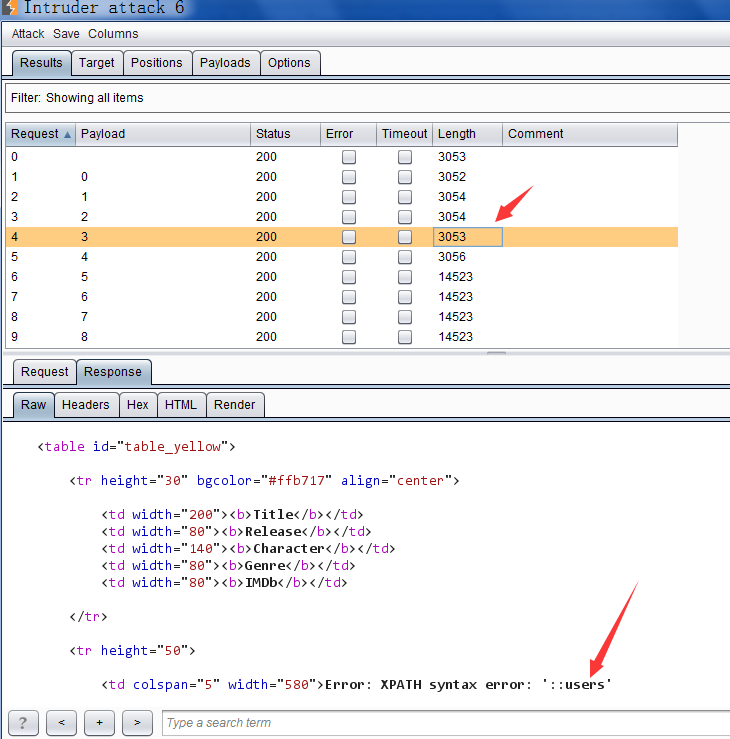 Intruder attack 6
Attack Save Columns
Results Target Positions Payloads Options
Filter: Showing all items
Request Payload Status Error Timeout Length Comment
0 200 3053
1 0 200 3052
2 1 200 3054
3 2 200 3054
4 3 200 3053
5 4 200 3056
6 5 200 14523
7 6 200 14523
8 7 200 14523
9 8 200 14523
Request Response
Raw Headers Hex HTML Render
<table id="table_yellow">
<tr height="30" bgcolor="#ffb717" align="center">
<td width="200"><b>Title</b></td>
<td width="80"><b>Release</b></td>
<td width="140"><b>Character</b></td>
<td width="80"><b>Genre</b></td>
<td width="80"><b>IMDb</b></td>
</tr>
<tr height="50">
<td colspan="5" width="580">Error: XPATH syntax error: '::users'
? < + > Type a search term